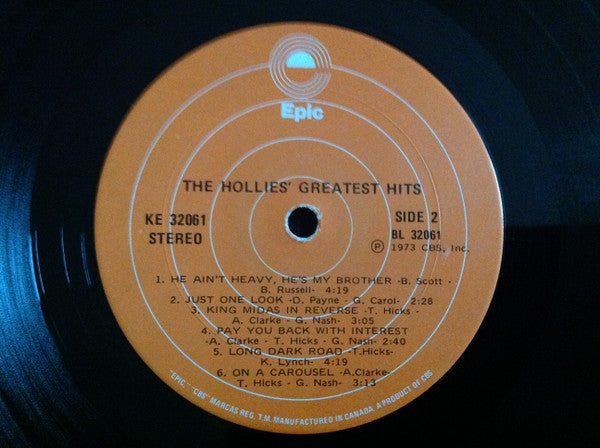 Epic
THE HOLLIES' GREATEST HITS
KE 32061
STEREO
SIDE 2
BL 32061
Ⓟ 1973 CBS, Inc.
1. HE AIN'T HEAVY, HE'S MY BROTHER -B. Scott -
B. Russell- 4:19
2. JUST ONE LOOK -D. Payne - G. Carol- 2:28
3. KING MIDAS IN REVERSE -T. Hicks -
A. Clarke - G. Nash- 3:05
4. PAY YOU BACK WITH INTEREST
-A. Clarke - T. Hicks - G. Nash- 2:40
5. LONG DARK ROAD -T.Hicks-
K. Lynch- 4:19
6. ON A CAROUSEL -A.Clarke-
T. Hicks - G. Nash- 3:13
"EPIC," "CBS" MARCAS REG. T.M. MANUFACTURED IN CANADA. A PRODUCT OF CBS